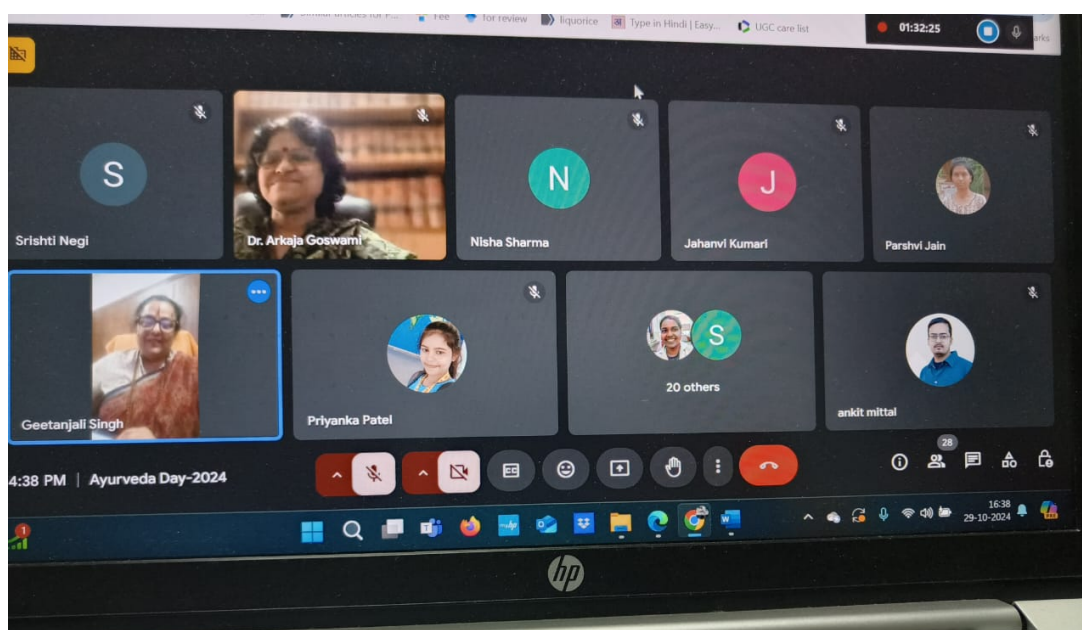 for review
liquorice
Type in Hindi | Easy...
UGC care list
01:32:25
S
Srishti Negi
Dr. Arkaja Goswami
N
Nisha Sharma
J
Jahanvi Kumari
Parshvi Jain
Geetanjali Singh
Priyanka Patel
S
20 others
ankit mittal
4:38 PM | Ayurveda Day-2024
28
1
16:38
29-10-2024
hp